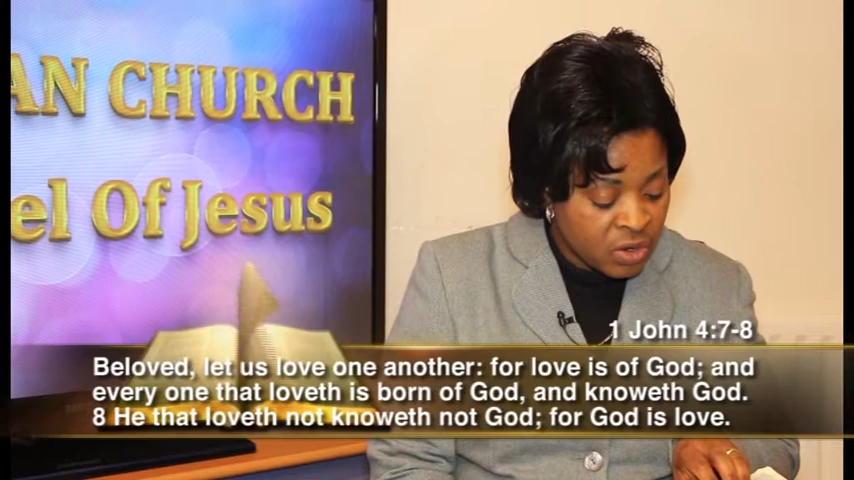 AN CHURCH
el Of Jesus
1 John 4:7-8
Beloved, let us love one another: for love is of God; and
every one that loveth is born of God, and knoweth God.
8 He that loveth not knoweth not God; for God is love.